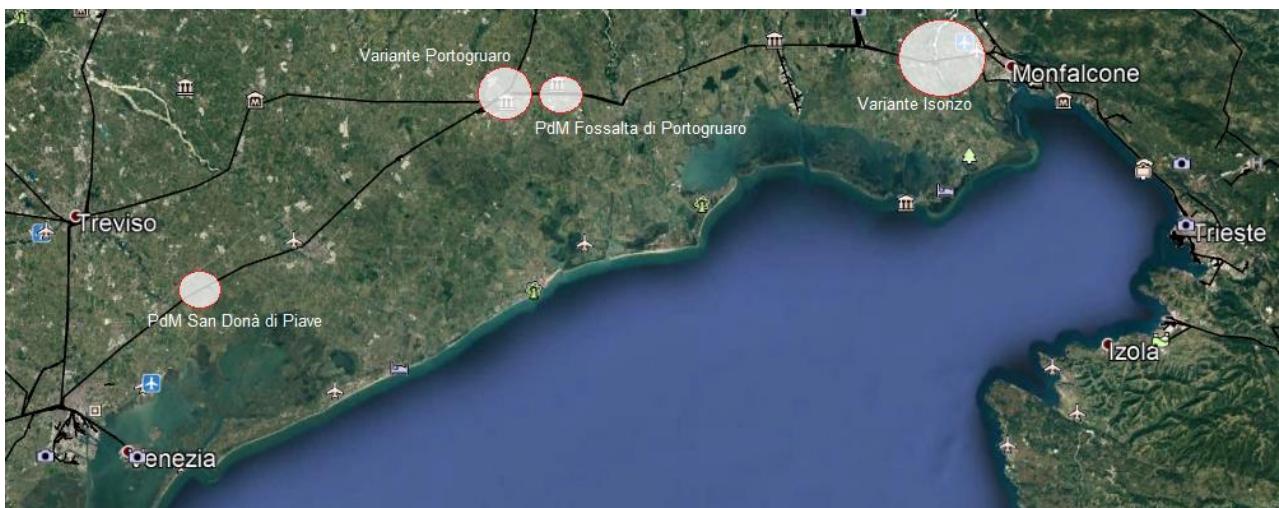 Variante Portogruaro
PdM Fossalta di Portogruaro
Variante Isonzo
Monfalcone
Treviso
Trieste
PdM San Donà di Piave
Izola
Venezia